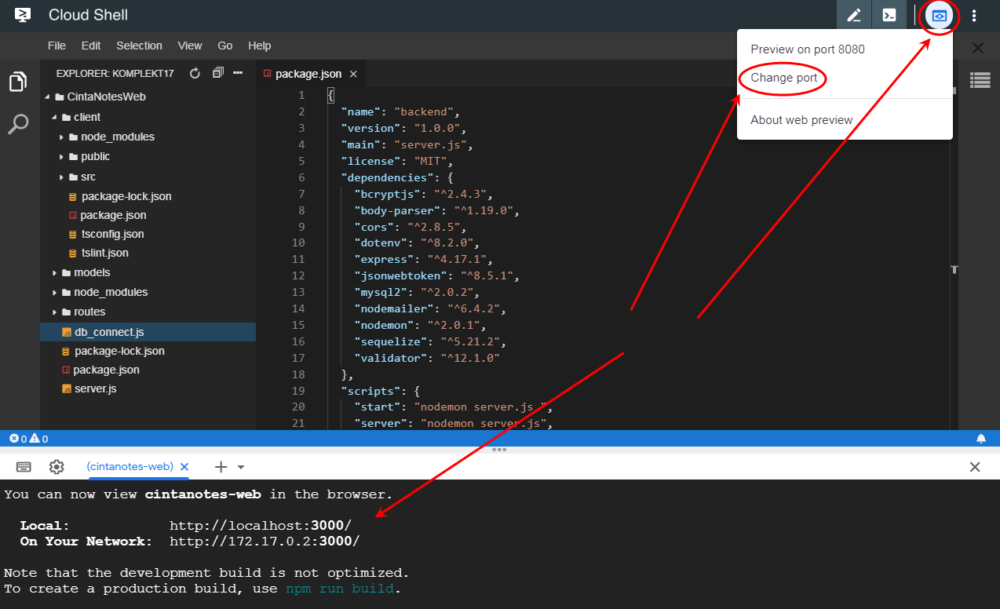 Cloud Shell
File Edit Selection View Go Help
Preview on port 8080
Change port
About web preview
EXPLORER: KOMPLEKT17
CintaNotesWeb
client
node_modules
public
src
package-lock.json
package.json
tsconfig.json
tslint.json
models
node_modules
routes
db_connect.js
package-lock.json
package.json
server.js
package.json
1 {
2 "name": "backend",
3 "version": "1.0.0",
4 "main": "server.js",
5 "license": "MIT",
6 "dependencies": {
7 "bcryptjs": "^2.4.3",
8 "body-parser": "^1.19.0",
9 "cors": "^2.8.5",
10 "dotenv": "^8.2.0",
11 "express": "^4.17.1",
12 "jsonwebtoken": "^8.5.1",
13 "mysql2": "^2.0.2",
14 "nodemailer": "^6.4.2",
15 "nodemon": "^2.0.1",
16 "sequelize": "^5.21.2",
17 "validator": "^12.1.0"
18 },
19 "scripts": {
20 "start": "nodemon server.js ",
21 "server": "nodemon server.js",
0 0
(cintanotes-web)
You can now view cintanotes-web in the browser.
Local: http://localhost:3000/
On Your Network: http://172.17.0.2:3000/
Note that the development build is not optimized.
To create a production build, use npm run build.